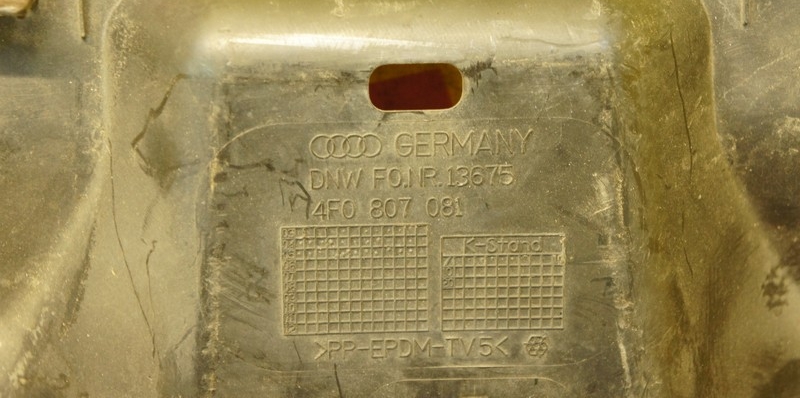 GERMANY
DNW FO.NR. 13675
4F0 807 081
K-Stand
>PP-EPDM-TV5<